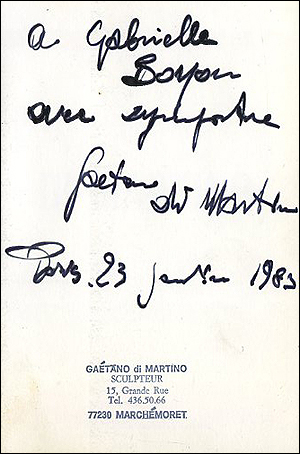 A Gabrielle
Boyon
avec sympathie
Gaetano
di Martino
Paris. 23 janvier 1983
GAÉTANO di MARTINO
SCULPTEUR
15, Grande Rue
Tel. 436.50.66
77230 MARCHÉMORET.